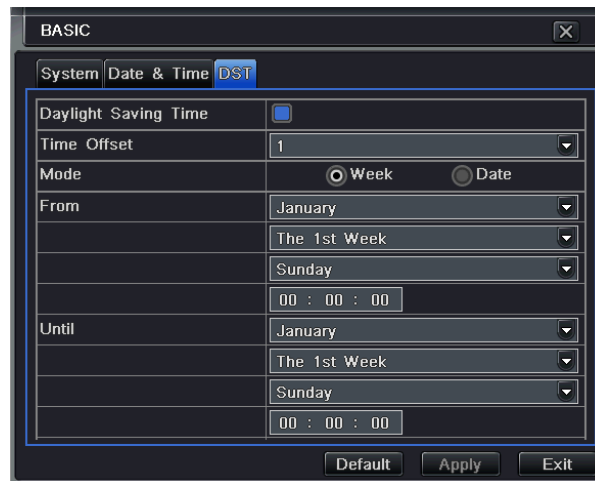 BASIC
System Date & Time DST
Daylight Saving Time
Time Offset 1
Mode Week Date
From January
The 1st Week
Sunday
00 : 00 : 00
Until January
The 1st Week
Sunday
00 : 00 : 00
Default Apply Exit